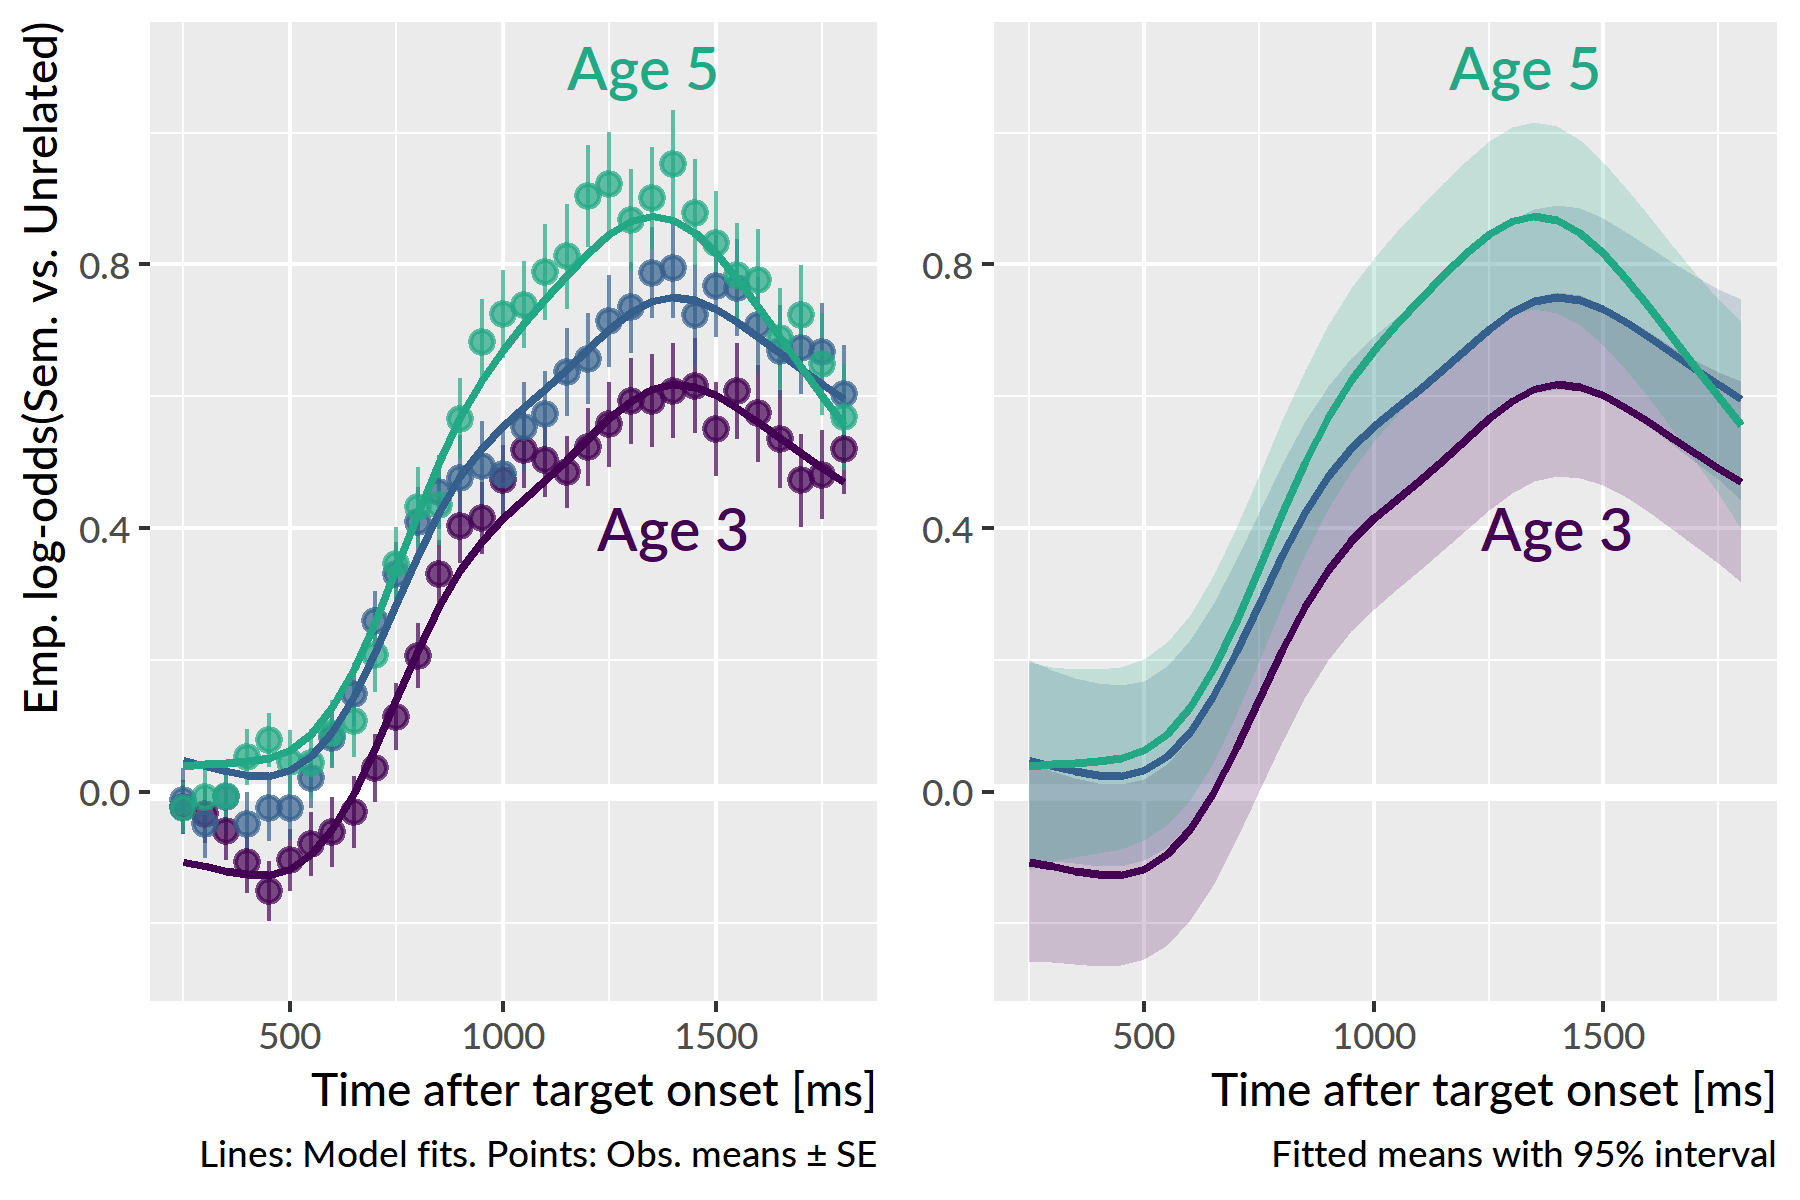 Emp. log-odds(Sem. vs. Unrelated)
Age 5
0.8
0.4
0.0
Age 3
500 1000 1500
Time after target onset [ms]
Lines: Model fits. Points: Obs. means ± SE
Age 5
0.8
0.4
0.0
Age 3
500 1000 1500
Time after target onset [ms]
Fitted means with 95% interval